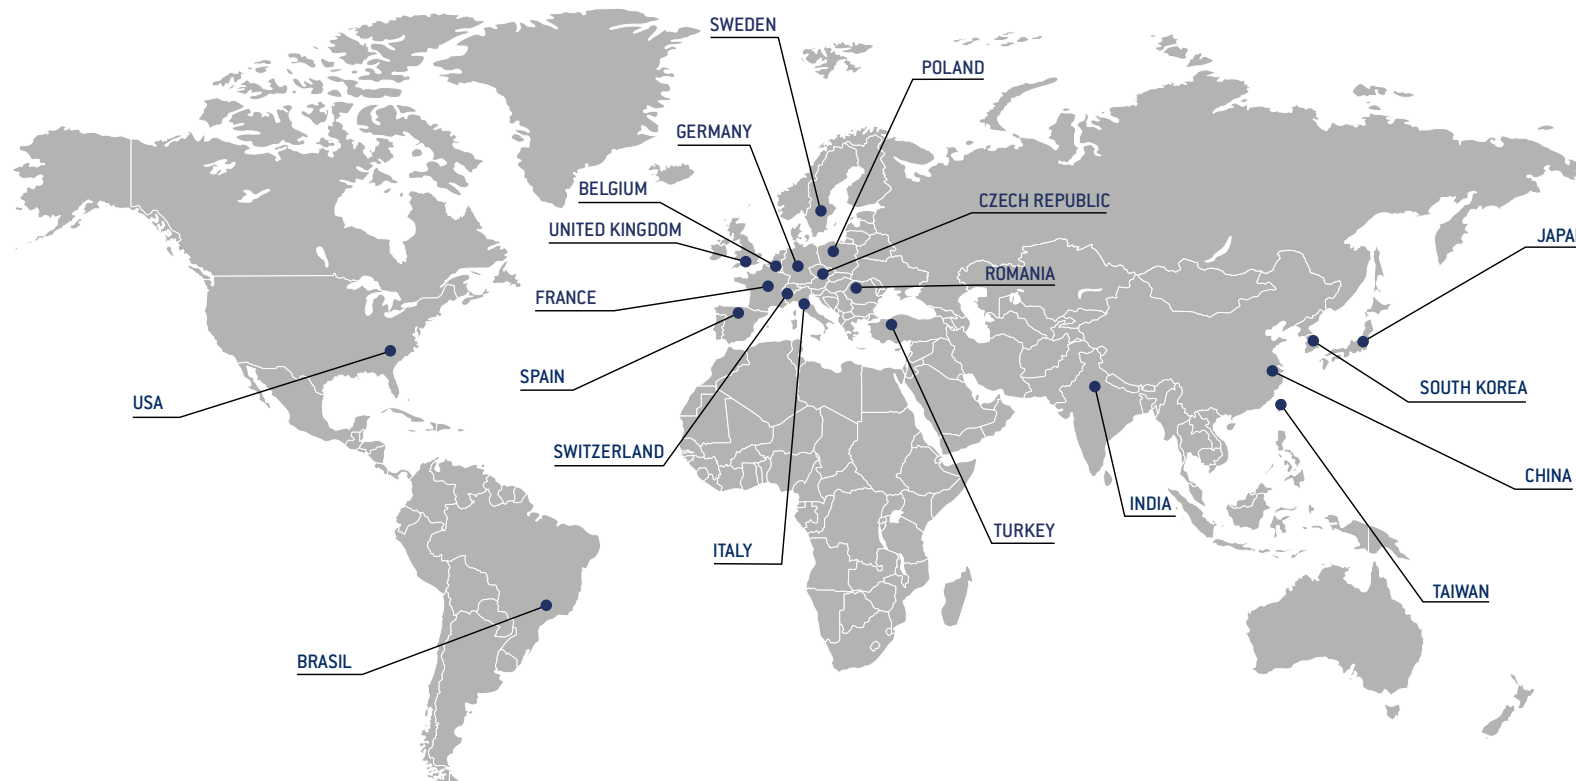 SWEDEN
POLAND
GERMANY
BELGIUM
CZECH REPUBLIC
UNITED KINGDOM
JAPA
ROMANIA
FRANCE
SPAIN
SOUTH KOREA
USA
SWITZERLAND
CHINA
INDIA
TURKEY
ITALY
TAIWAN
BRASIL